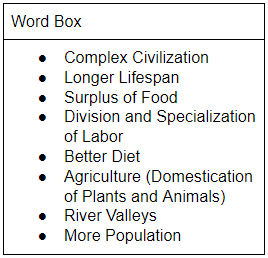 Word Box
● Complex Civilization
● Longer Lifespan
● Surplus of Food
● Division and Specialization
of Labor
● Better Diet
● Agriculture (Domestication
of Plants and Animals)
● River Valleys
● More Population